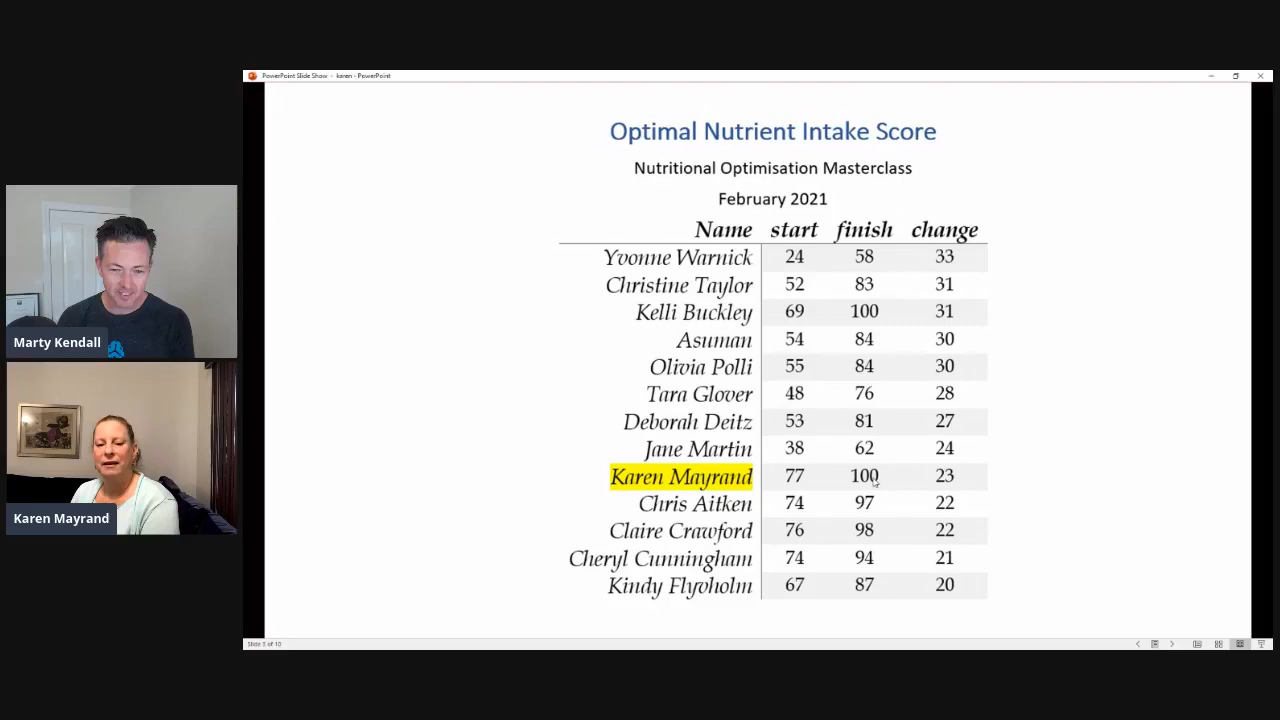 PowerPoint Slide Show - karen - PowerPoint
Optimal Nutrient Intake Score
Nutritional Optimisation Masterclass
February 2021
Name start finish change
Yvonne Warnick 24 58 33
Christine Taylor 52 83 31
Kelli Buckley 69 100 31
Asuman 54 84 30
Olivia Polli 55 84 30
Tara Glover 48 76 28
Deborah Deitz 53 81 27
Jane Martin 38 62 24
Karen Mayrand 77 100 23
Chris Aitken 74 97 22
Claire Crawford 76 98 22
Cheryl Cunningham 74 94 21
Kindy Flyvholm 67 87 20
Marty Kendall
Karen Mayrand
Slide 3 of 10